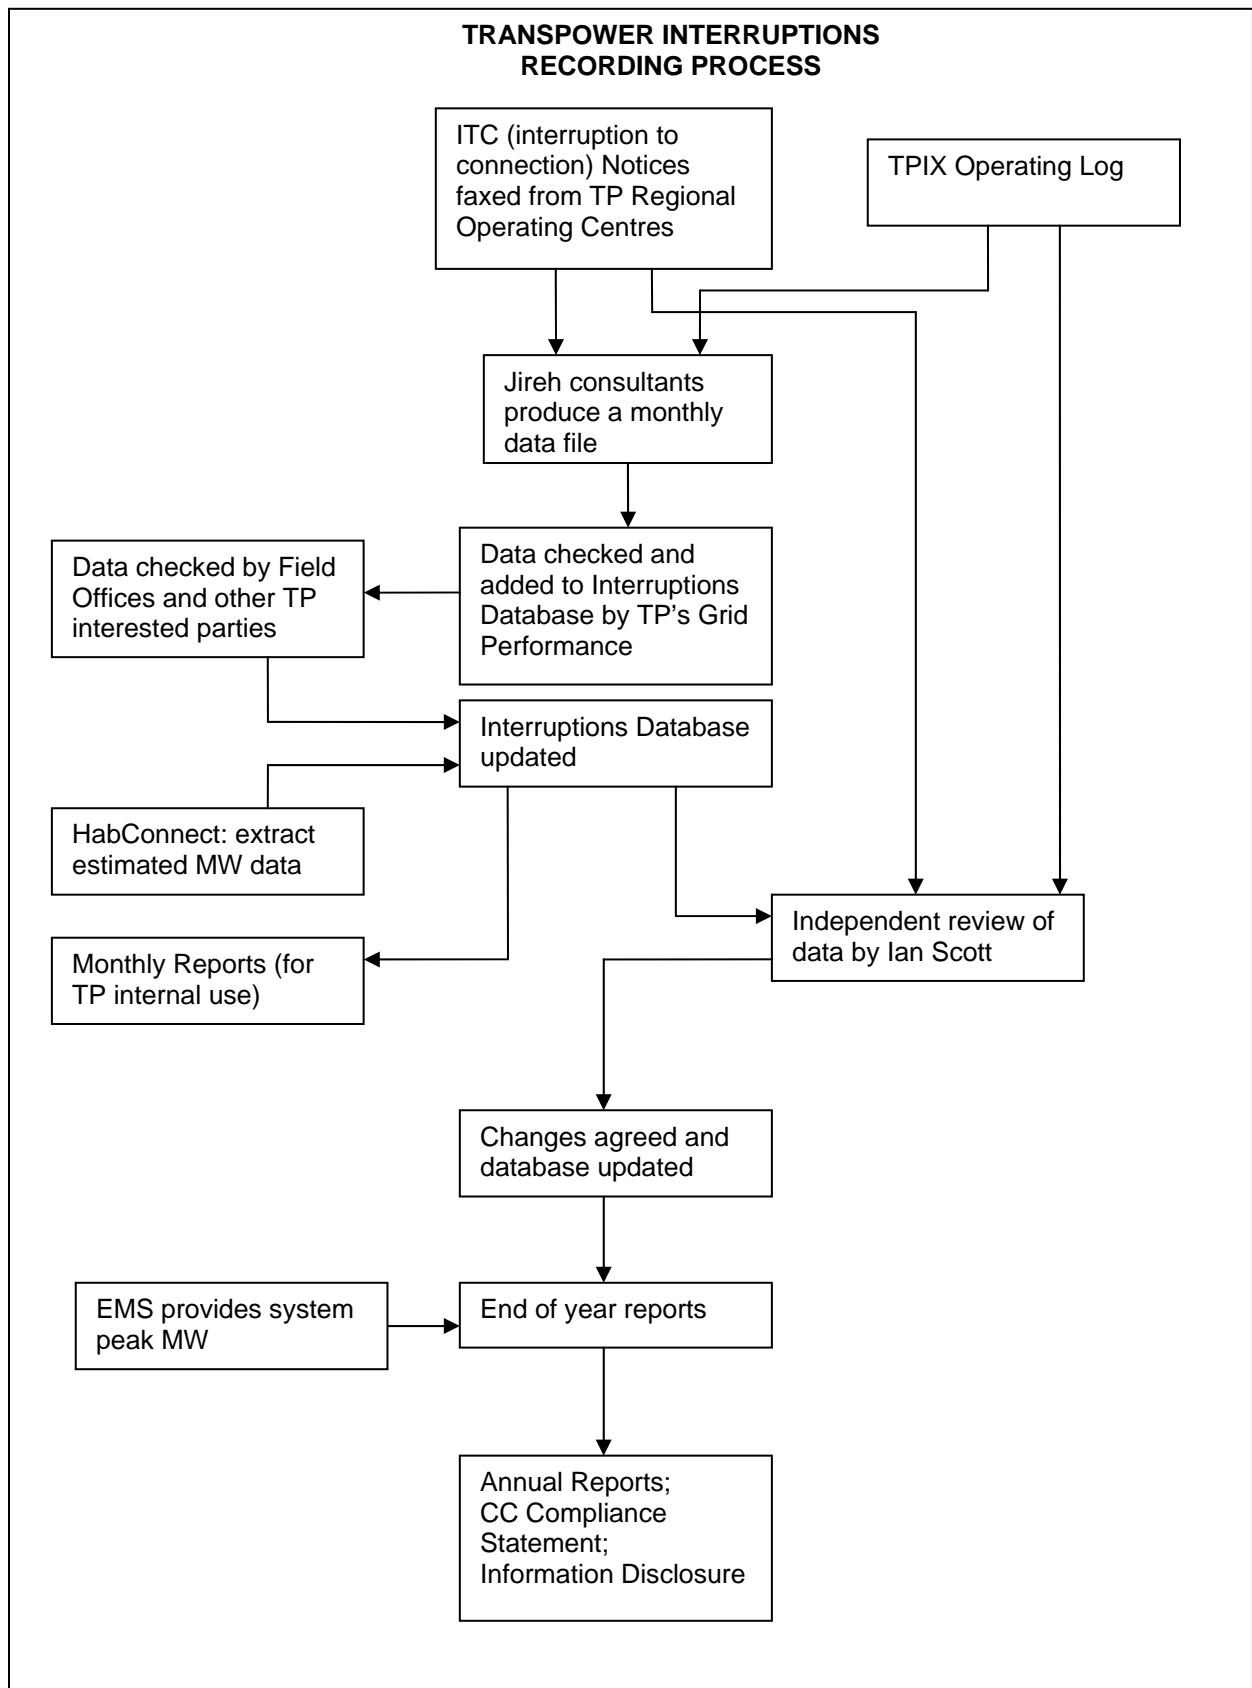 TRANSPOWER INTERRUPTIONS
RECORDING PROCESS
ITC (interruption to
connection) Notices
faxed from TP Regional
Operating Centres
TPIX Operating Log
Jireh consultants
produce a monthly
data file
Data checked and
added to Interruptions
Database by TP’s Grid
Performance
Data checked by Field
Offices and other TP
interested parties
Interruptions Database
updated
HabConnect: extract
estimated MW data
Independent review of
data by Ian Scott
Monthly Reports (for
TP internal use)
Changes agreed and
database updated
EMS provides system
peak MW
End of year reports
Annual Reports;
CC Compliance
Statement;
Information Disclosure